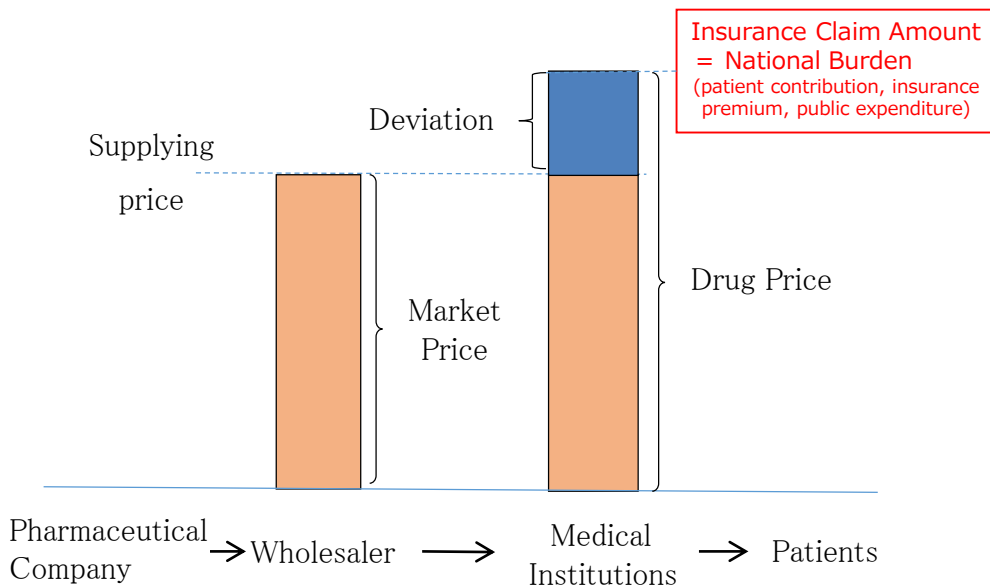 Insurance Claim Amount
= National Burden
(patient contribution, insurance
premium, public expenditure)
Deviation
Supplying
price
Drug Price
Market
Price
Pharmaceutical
Company
Wholesaler
Medical
Institutions
Patients